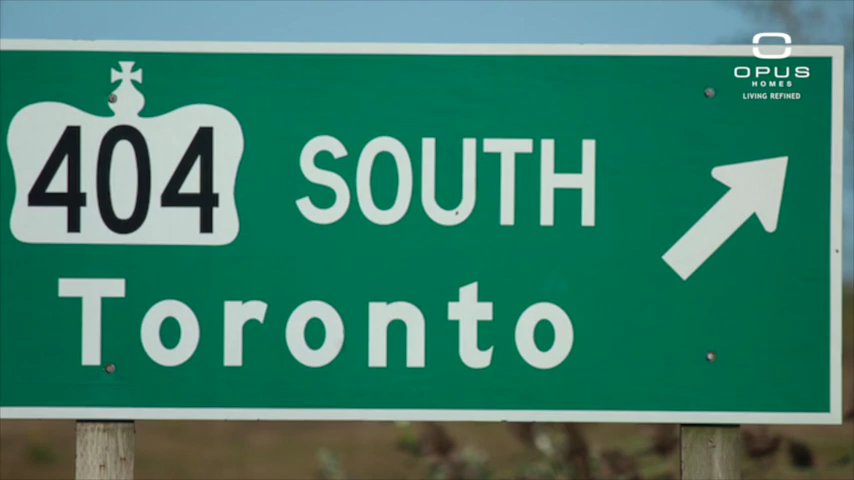 OPUS
HOMES
LIVING REFINED
404 SOUTH
Toronto